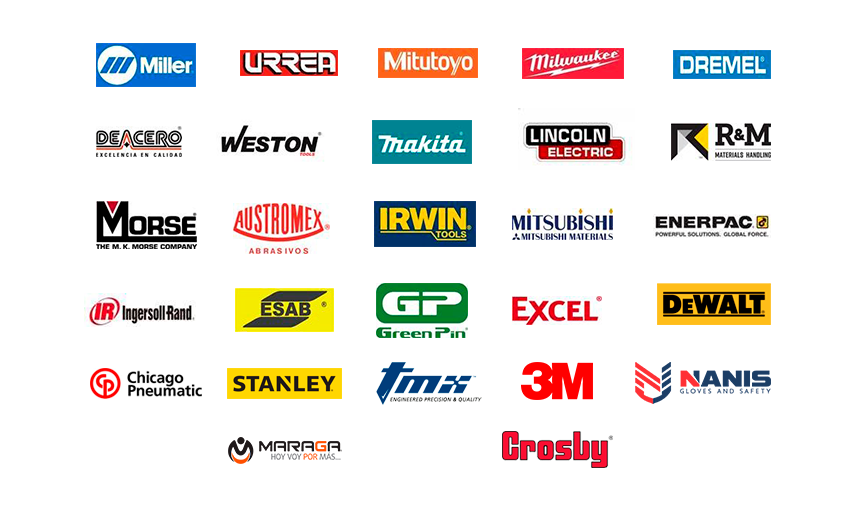 Miller
URREA
Mitutoyo
Milwaukee
DREMEL®
DEACERO®
EXCELENCIA EN CALIDAD
WESTON®
TOOLS
makita®
LINCOLN®
ELECTRIC
R&M
MATERIALS HANDLING
MORSE®
THE M. K. MORSE COMPANY
AUSTROMEX®
ABRASIVOS
IRWIN®
TOOLS
MITSUBISHI
MITSUBISHI MATERIALS
ENERPAC®
POWERFUL SOLUTIONS. GLOBAL FORCE.
IR Ingersoll-Rand®
ESAB®
GP
Green Pin®
EXCEL®
DEWALT®
CP
Chicago
Pneumatic
STANLEY®
tmx
ENGINEERED PRECISION & QUALITY
3M
NANIS
GLOVES AND SAFETY
MARAGA
HOY VOY POR MAS...
Crosby®